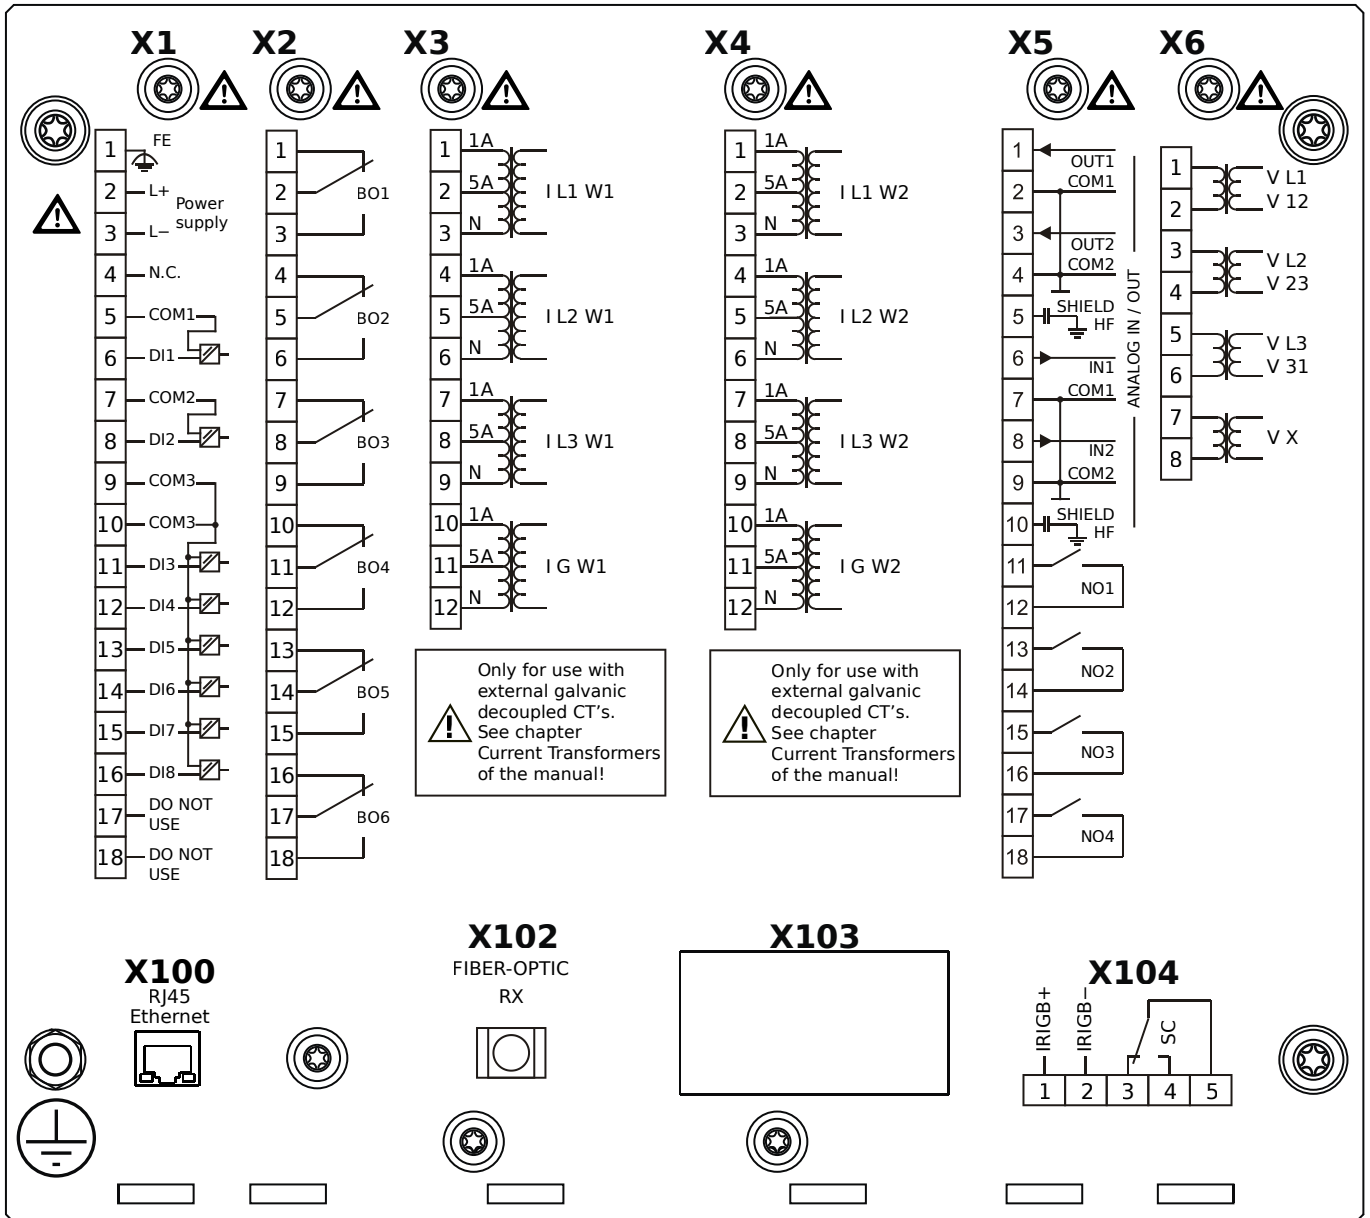 X1 X2 X3 X4 X5 X6
1 FE
2 L+
Power
supply
3 L−
4 N.C.
5 COM1
6 DI1
7 COM2
8 DI2
9 COM3
10 COM3
11 DI3
12 DI4
13 DI5
14 DI6
15 DI7
16 DI8
17 DO NOT
USE
18 DO NOT
USE
1
2 BO1
3
4
5 BO2
6
7
8 BO3
9
10
11 BO4
12
13
14 BO5
15
16
17 BO6
18
1 1A
2 5A I L1 W1
3 N
4 1A
5 5A I L2 W1
6 N
7 1A
8 5A I L3 W1
9 N
10 1A
11 5A I G W1
12 N
Only for use with
external galvanic
decoupled CT's.
See chapter
Current Transformers
of the manual!
1 1A
2 5A I L1 W2
3 N
4 1A
5 5A I L2 W2
6 N
7 1A
8 5A I L3 W2
9 N
10 1A
11 5A I G W2
12 N
Only for use with
external galvanic
decoupled CT's.
See chapter
Current Transformers
of the manual!
1 OUT1
2 COM1
3 OUT2
4 COM2
5 SHIELD
HF
6 IN1
7 COM1
8 IN2
9 COM2
10 SHIELD
HF
ANALOG IN / OUT
11
NO1
12
13
NO2
14
15
NO3
16
17
NO4
18
1 V L1
2 V 12
3 V L2
4 V 23
5 V L3
6 V 31
7
V X
8
X100
RJ45
Ethernet
X102
FIBER-OPTIC
RX
X103
X104
IRIGB+
IRIGB−
SC
1 2 3 4 5